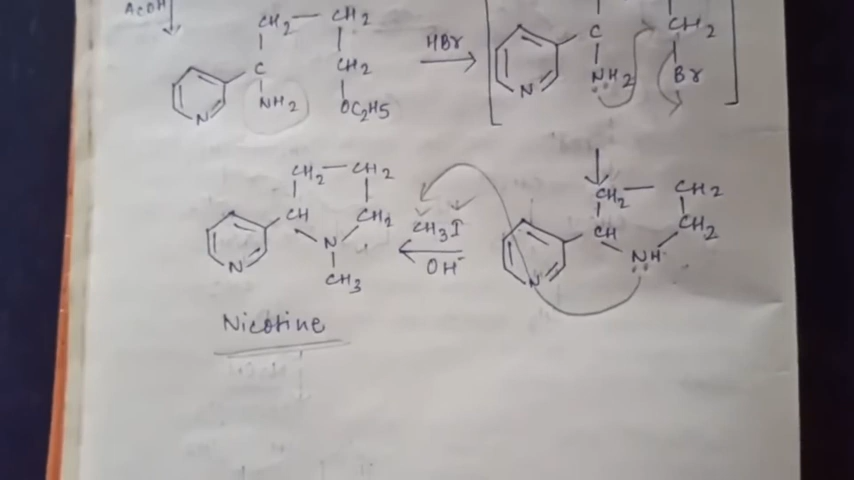 AcOH
CH2 — CH2
C CH2
NH2 OC2H5
N
HBr
C CH2
NH2 Br
N
CH2 — CH2
CH CH2
N
CH3
N
CH3I
OH-
CH2 — CH2
CH CH2
NH
N
Nicotine